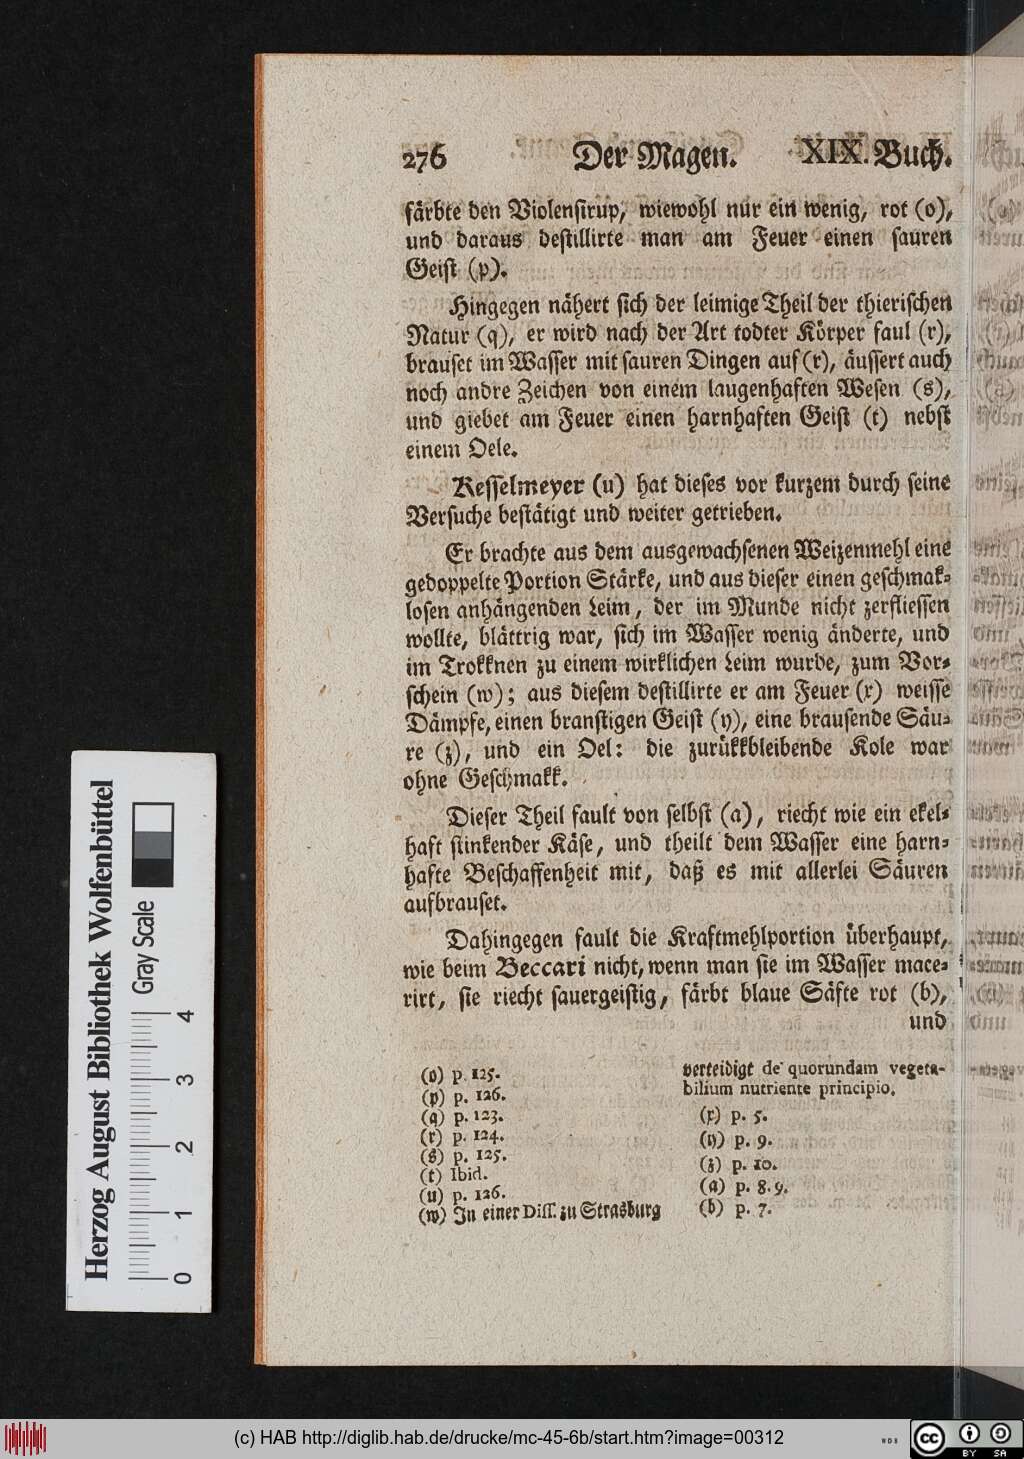 276 Der Magen. XIX. Buch.
färbte den Violensirup, wiewohl nur ein wenig, rot (o),
und daraus destillirte man am Feuer einen sauren
Geist (p).
Hingegen nähert sich der leimige Theil der thierischen
Natur (q), er wird nach der Art todter Körper faul (r),
brauset im Wasser mit sauren Dingen auf (r), äussert auch
noch andre Zeichen von einem laugenhaften Wesen (s),
und giebet am Feuer einen harnhaften Geist (t) nebst
einem Oele.
Kesselmeyer (u) hat dieses vor kurzem durch seine
Versuche bestätigt und weiter getrieben.
Er brachte aus dem ausgewachsenen Weizenmehl eine
gedoppelte Portion Stärke, und aus dieser einen geschmak-
losen anhängenden Leim, der im Munde nicht zerfliessen
wollte, blättrig war, sich im Wasser wenig änderte, und
im Trokknen zu einem wirklichen Leim wurde, zum Vor-
schein (w); aus diesem destillirte er am Feuer (x) weisse
Dämpfe, einen branstigen Geist (y), eine brausende Säu-
re (z), und ein Oel: die zurükkbleibende Kole war
ohne Geschmakk.
Dieser Theil fault von selbst (a), riecht wie ein ekel-
haft stinkender Käse, und theilt dem Wasser eine harn-
hafte Beschaffenheit mit, daß es mit allerlei Säuren
aufbrauset.
Dahingegen fault die Kraftmehlportion überhaupt,
wie beim Beccari nicht, wenn man sie im Wasser mace-
rirt, sie riecht sauergeistig, färbt blaue Säfte rot (b),
und
(o) p. 125.
(p) p. 126.
(q) p. 123.
(r) p. 124.
(s) p. 125.
(t) Ibid.
(u) p. 126.
(w) In einer Diss. zu Strasburg
verteidigt de quorundam vegeta-
bilium nutriente principio.
(x) p. 5.
(y) p. 9.
(z) p. 10.
(a) p. 8. 9.
(b) p. 7.
Herzog August Bibliothek Wolfenbüttel
Gray Scale
0 1 2 3 4
(c) HAB http://diglib.hab.de/drucke/mc-45-6b/start.htm?image=00312
WDB
cc BY SA